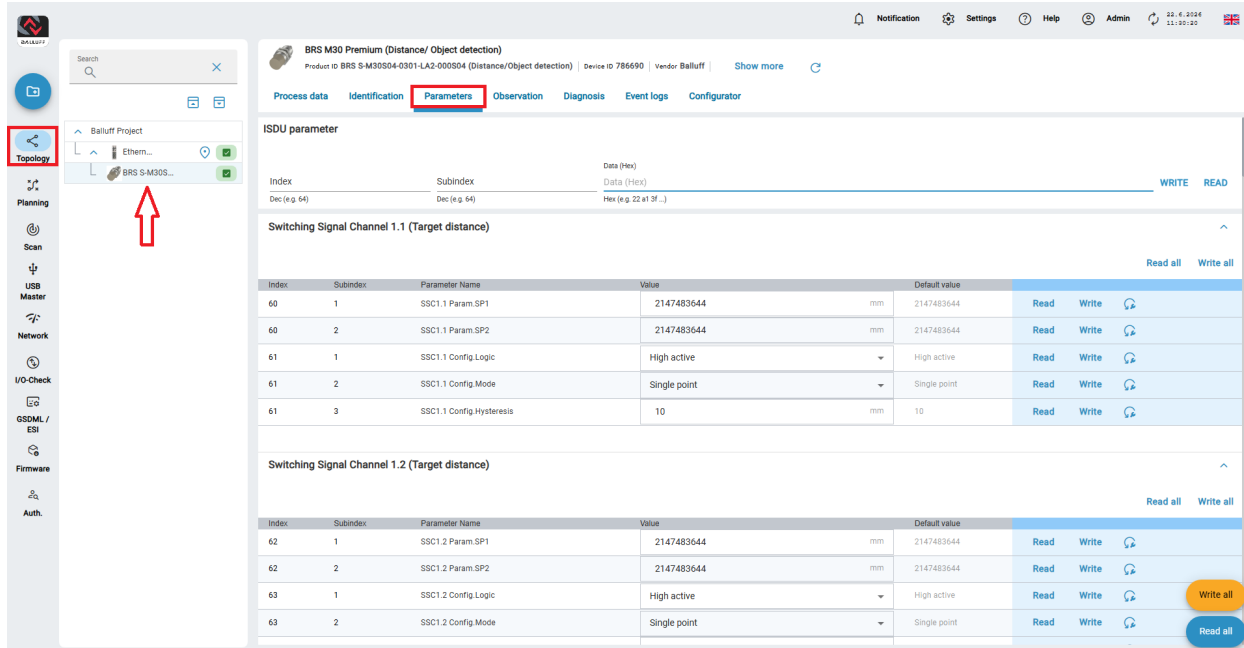 Notification Settings Help Admin 22.6.2026
11:20:20
BALLUFF
Search
BRS M30 Premium (Distance/ Object detection)
Product ID BRS S-M30S04-0301-LA2-000S04 (Distance/Object detection) Device ID 786690 Vendor Balluff Show more
Process data Identification Parameters Observation Diagnosis Event logs Configurator
Balluff Project
Ethern...
BRS S-M30S...
Topology
Planning
Scan
USB
Master
Network
I/O-Check
GSDML /
ESI
Firmware
Auth.
ISDU parameter
Data (Hex)
Index Subindex Data (Hex) WRITE READ
Dec (e.g. 64) Dec (e.g. 64) Hex (e.g. 22 a1 3f ...)
Switching Signal Channel 1.1 (Target distance)
Read all Write all
Index Subindex Parameter Name Value Default value
60 1 SSC1.1 Param.SP1 2147483644 mm 2147483644 Read Write
60 2 SSC1.1 Param.SP2 2147483644 mm 2147483644 Read Write
61 1 SSC1.1 Config.Logic High active High active Read Write
61 2 SSC1.1 Config.Mode Single point Single point Read Write
61 3 SSC1.1 Config.Hysteresis 10 mm 10 Read Write
Switching Signal Channel 1.2 (Target distance)
Read all Write all
Index Subindex Parameter Name Value Default value
62 1 SSC1.2 Param.SP1 2147483644 mm 2147483644 Read Write
62 2 SSC1.2 Param.SP2 2147483644 mm 2147483644 Read Write
63 1 SSC1.2 Config.Logic High active High active Read Write
63 2 SSC1.2 Config.Mode Single point Single point Read Write
Write all
Read all